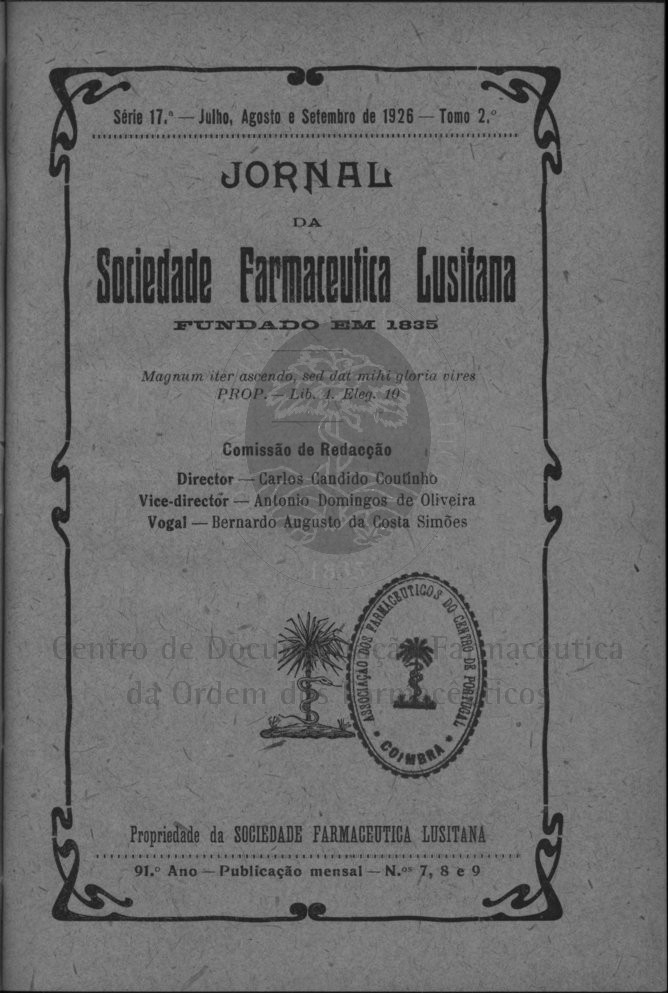 Série 17.ª — Julho, Agosto e Setembro de 1926 — Tomo 2.º
JORNAL
DA
Sociedade Farmaceutica Lusitana
FUNDADO EM 1835
Magnum iter ascendo, sed dat mihi gloria vires
PROP. — Lib. 4. Eleg. 10
Comissão de Redacção
Director — Carlos Candido Coutinho
Vice-director — Antonio Domingos de Oliveira
Vogal — Bernardo Augusto da Costa Simões
1835
ASSOCIAÇÃO DOS FARMACEUTICOS DO CENTRO DE PORTUGAL
COIMBRA
Centro de Documentação Farmacêutica
da Ordem dos Farmacêuticos
Propriedade da SOCIEDADE FARMACEUTICA LUSITANA
91.º Ano — Publicação mensal — N.ºs 7, 8 e 9